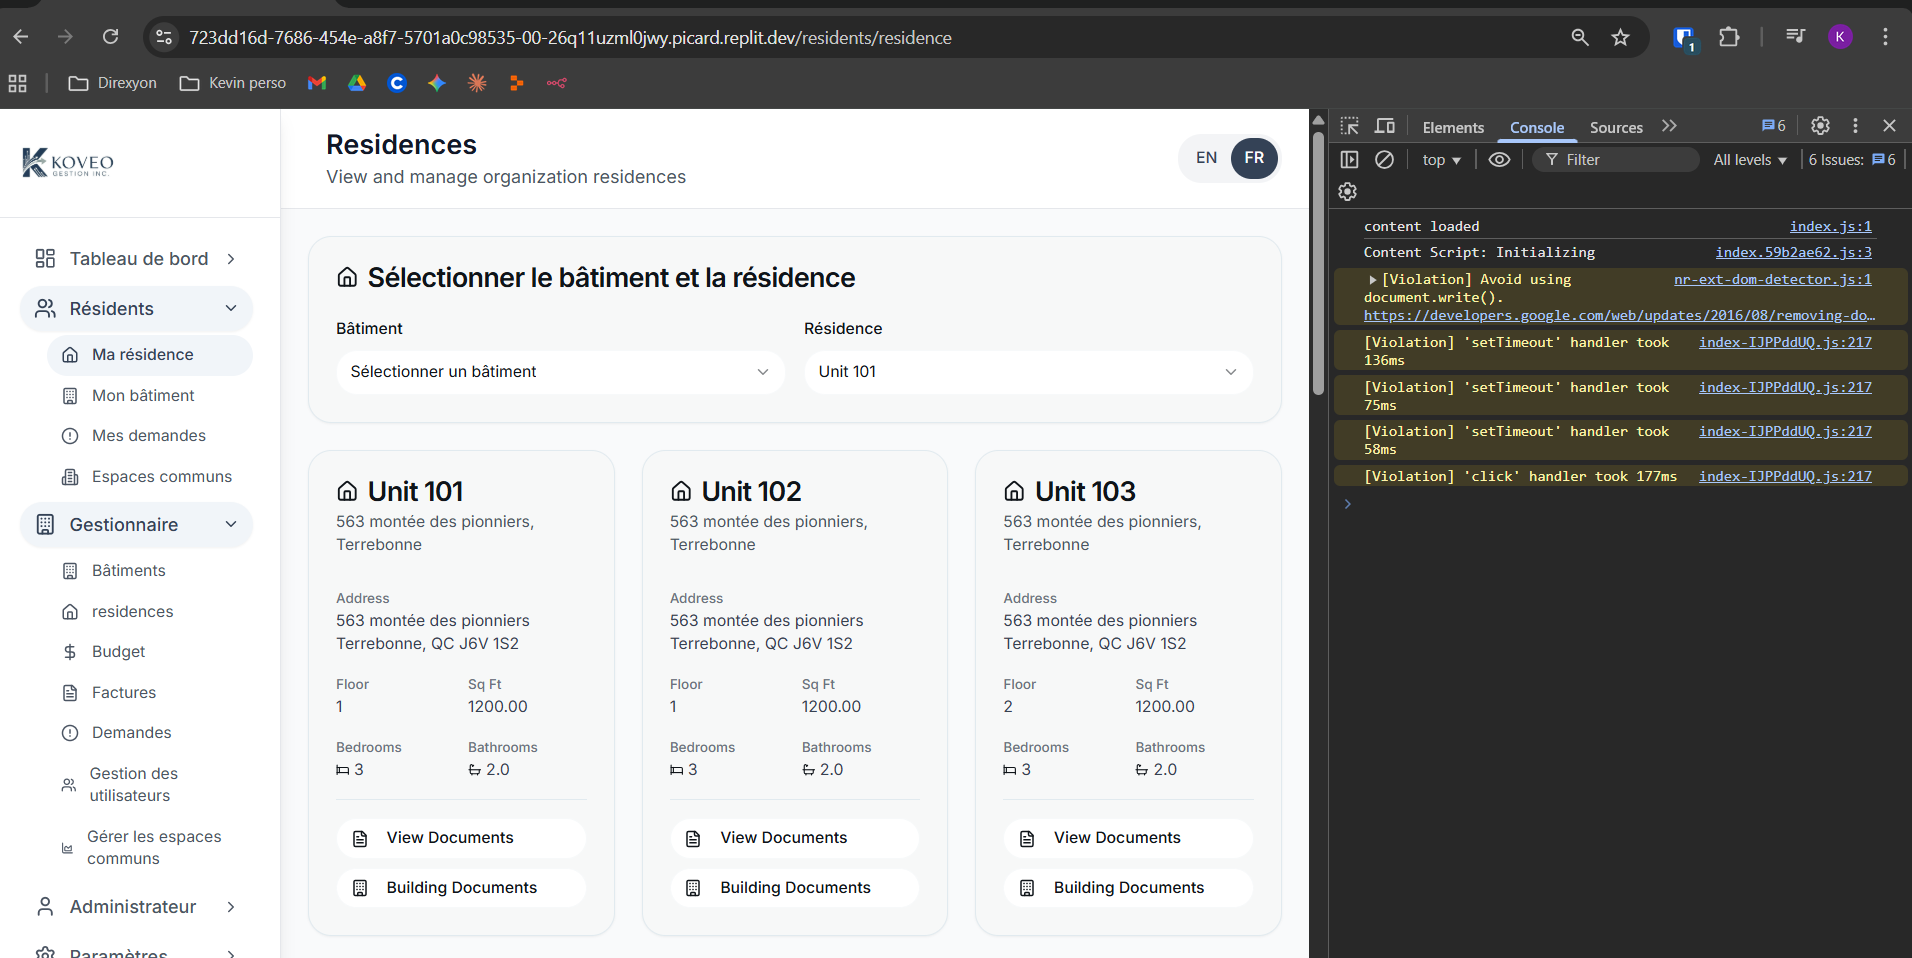 723dd16d-7686-454e-a8f7-5701a0c98535-00-26q11uzml0jwy.picard.replit.dev/residents/residence
1
K
Direxyon
Kevin perso
KOVEO
GESTION INC.
Tableau de bord
Résidents
Ma résidence
Mon bâtiment
Mes demandes
Espaces communs
Gestionnaire
Bâtiments
residences
Budget
Factures
Demandes
Gestion des
utilisateurs
Gérer les espaces
communs
Administrateur
Paramètres
Residences
View and manage organization residences
EN FR
Sélectionner le bâtiment et la résidence
Bâtiment
Sélectionner un bâtiment
Résidence
Unit 101
Unit 101
563 montée des pionniers,
Terrebonne
Address
563 montée des pionniers
Terrebonne, QC J6V 1S2
Floor Sq Ft
1 1200.00
Bedrooms Bathrooms
3 2.0
View Documents
Building Documents
Unit 102
563 montée des pionniers,
Terrebonne
Address
563 montée des pionniers
Terrebonne, QC J6V 1S2
Floor Sq Ft
1 1200.00
Bedrooms Bathrooms
3 2.0
View Documents
Building Documents
Unit 103
563 montée des pionniers,
Terrebonne
Address
563 montée des pionniers
Terrebonne, QC J6V 1S2
Floor Sq Ft
2 1200.00
Bedrooms Bathrooms
3 2.0
View Documents
Building Documents
Elements Console Sources 6
top Filter All levels 6 Issues: 6
content loaded index.js:1
Content Script: Initializing index.59b2ae62.js:3
[Violation] Avoid using nr-ext-dom-detector.js:1
document.write().
https://developers.google.com/web/updates/2016/08/removing-do…
[Violation] 'setTimeout' handler took index-IJPPddUQ.js:217
136ms
[Violation] 'setTimeout' handler took index-IJPPddUQ.js:217
75ms
[Violation] 'setTimeout' handler took index-IJPPddUQ.js:217
58ms
[Violation] 'click' handler took 177ms index-IJPPddUQ.js:217